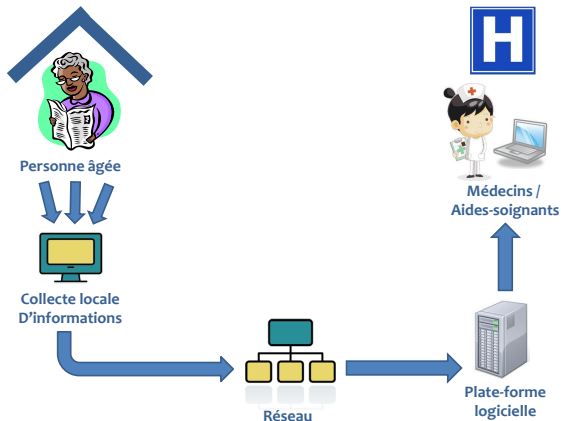 H
Personne âgée
Médecins /
Aides-soignants
Collecte locale
D'informations
Réseau
Plate-forme
logicielle